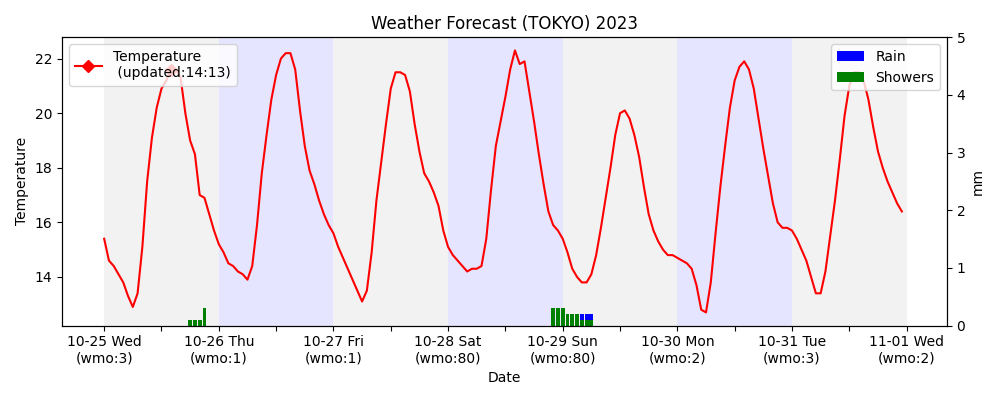 Weather Forecast (TOKYO) 2023
Temperature
(updated:14:13)
Rain
Showers
22
20
18
16
14
Temperature
5
4
3
2
1
0
mm
10-25 Wed
(wmo:3)
10-26 Thu
(wmo:1)
10-27 Fri
(wmo:1)
10-28 Sat
(wmo:80)
10-29 Sun
(wmo:80)
10-30 Mon
(wmo:2)
10-31 Tue
(wmo:3)
11-01 Wed
(wmo:2)
Date